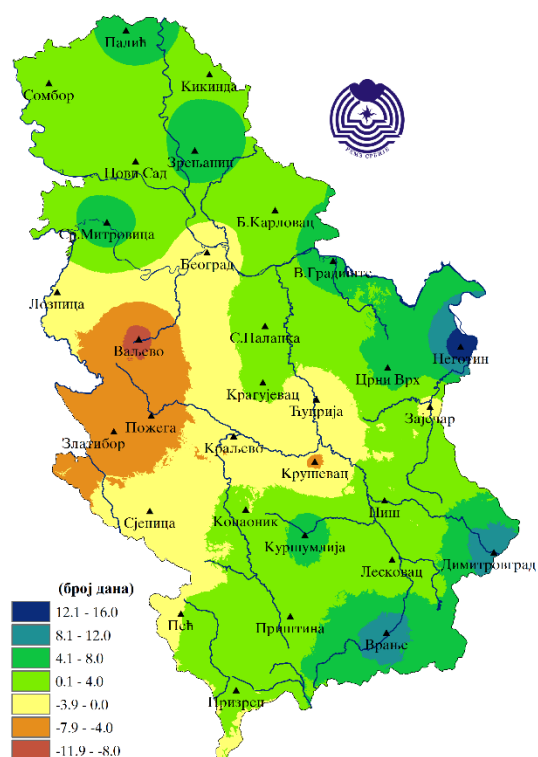 Палић
Кикинда
Сомбор
Зрењанин
Нови Сад
Б.Карловац
Ср.Митровица
Београд
В.Градиште
Лозница
С.Паланка
Ваљево
Неготин
Црни Врх
Крагујевац
Ћуприја
Зајечар
Пожега
Златибор
Краљево
Крушевац
Сјеница
Копаоник
Ниш
Куршумлија
Лесковац
Димитровград
(број дана)
12.1 - 16.0
8.1 - 12.0
4.1 - 8.0
0.1 - 4.0
-3.9 - 0.0
-7.9 - -4.0
-11.9 - -8.0
Пећ
Приштина
Врање
Призрен